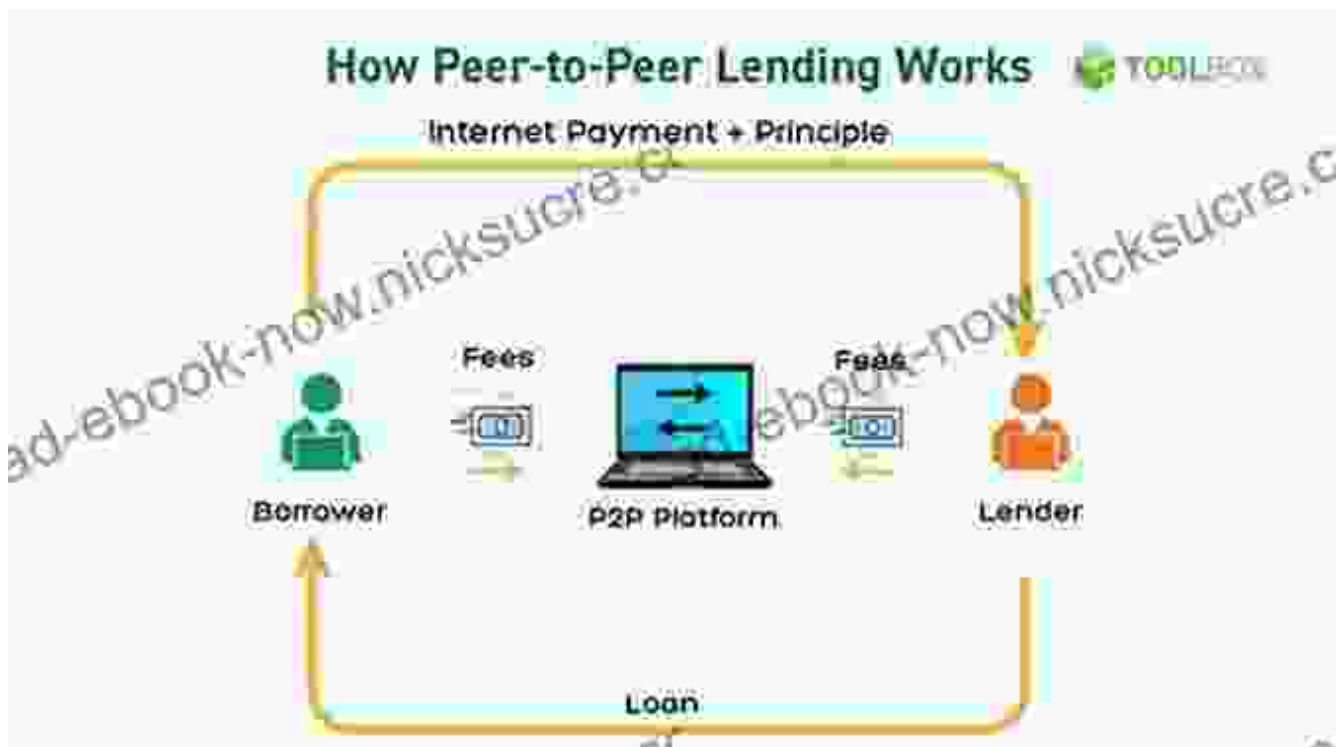 How Peer-to-Peer Lending Works
TOOLBOX
Internet Payment + Principle
ad-ebook-now.nicksucre.c
ebook-now.nicksucre.c
Fees
Fees
Borrower
P2P Platform
Lender
Loan